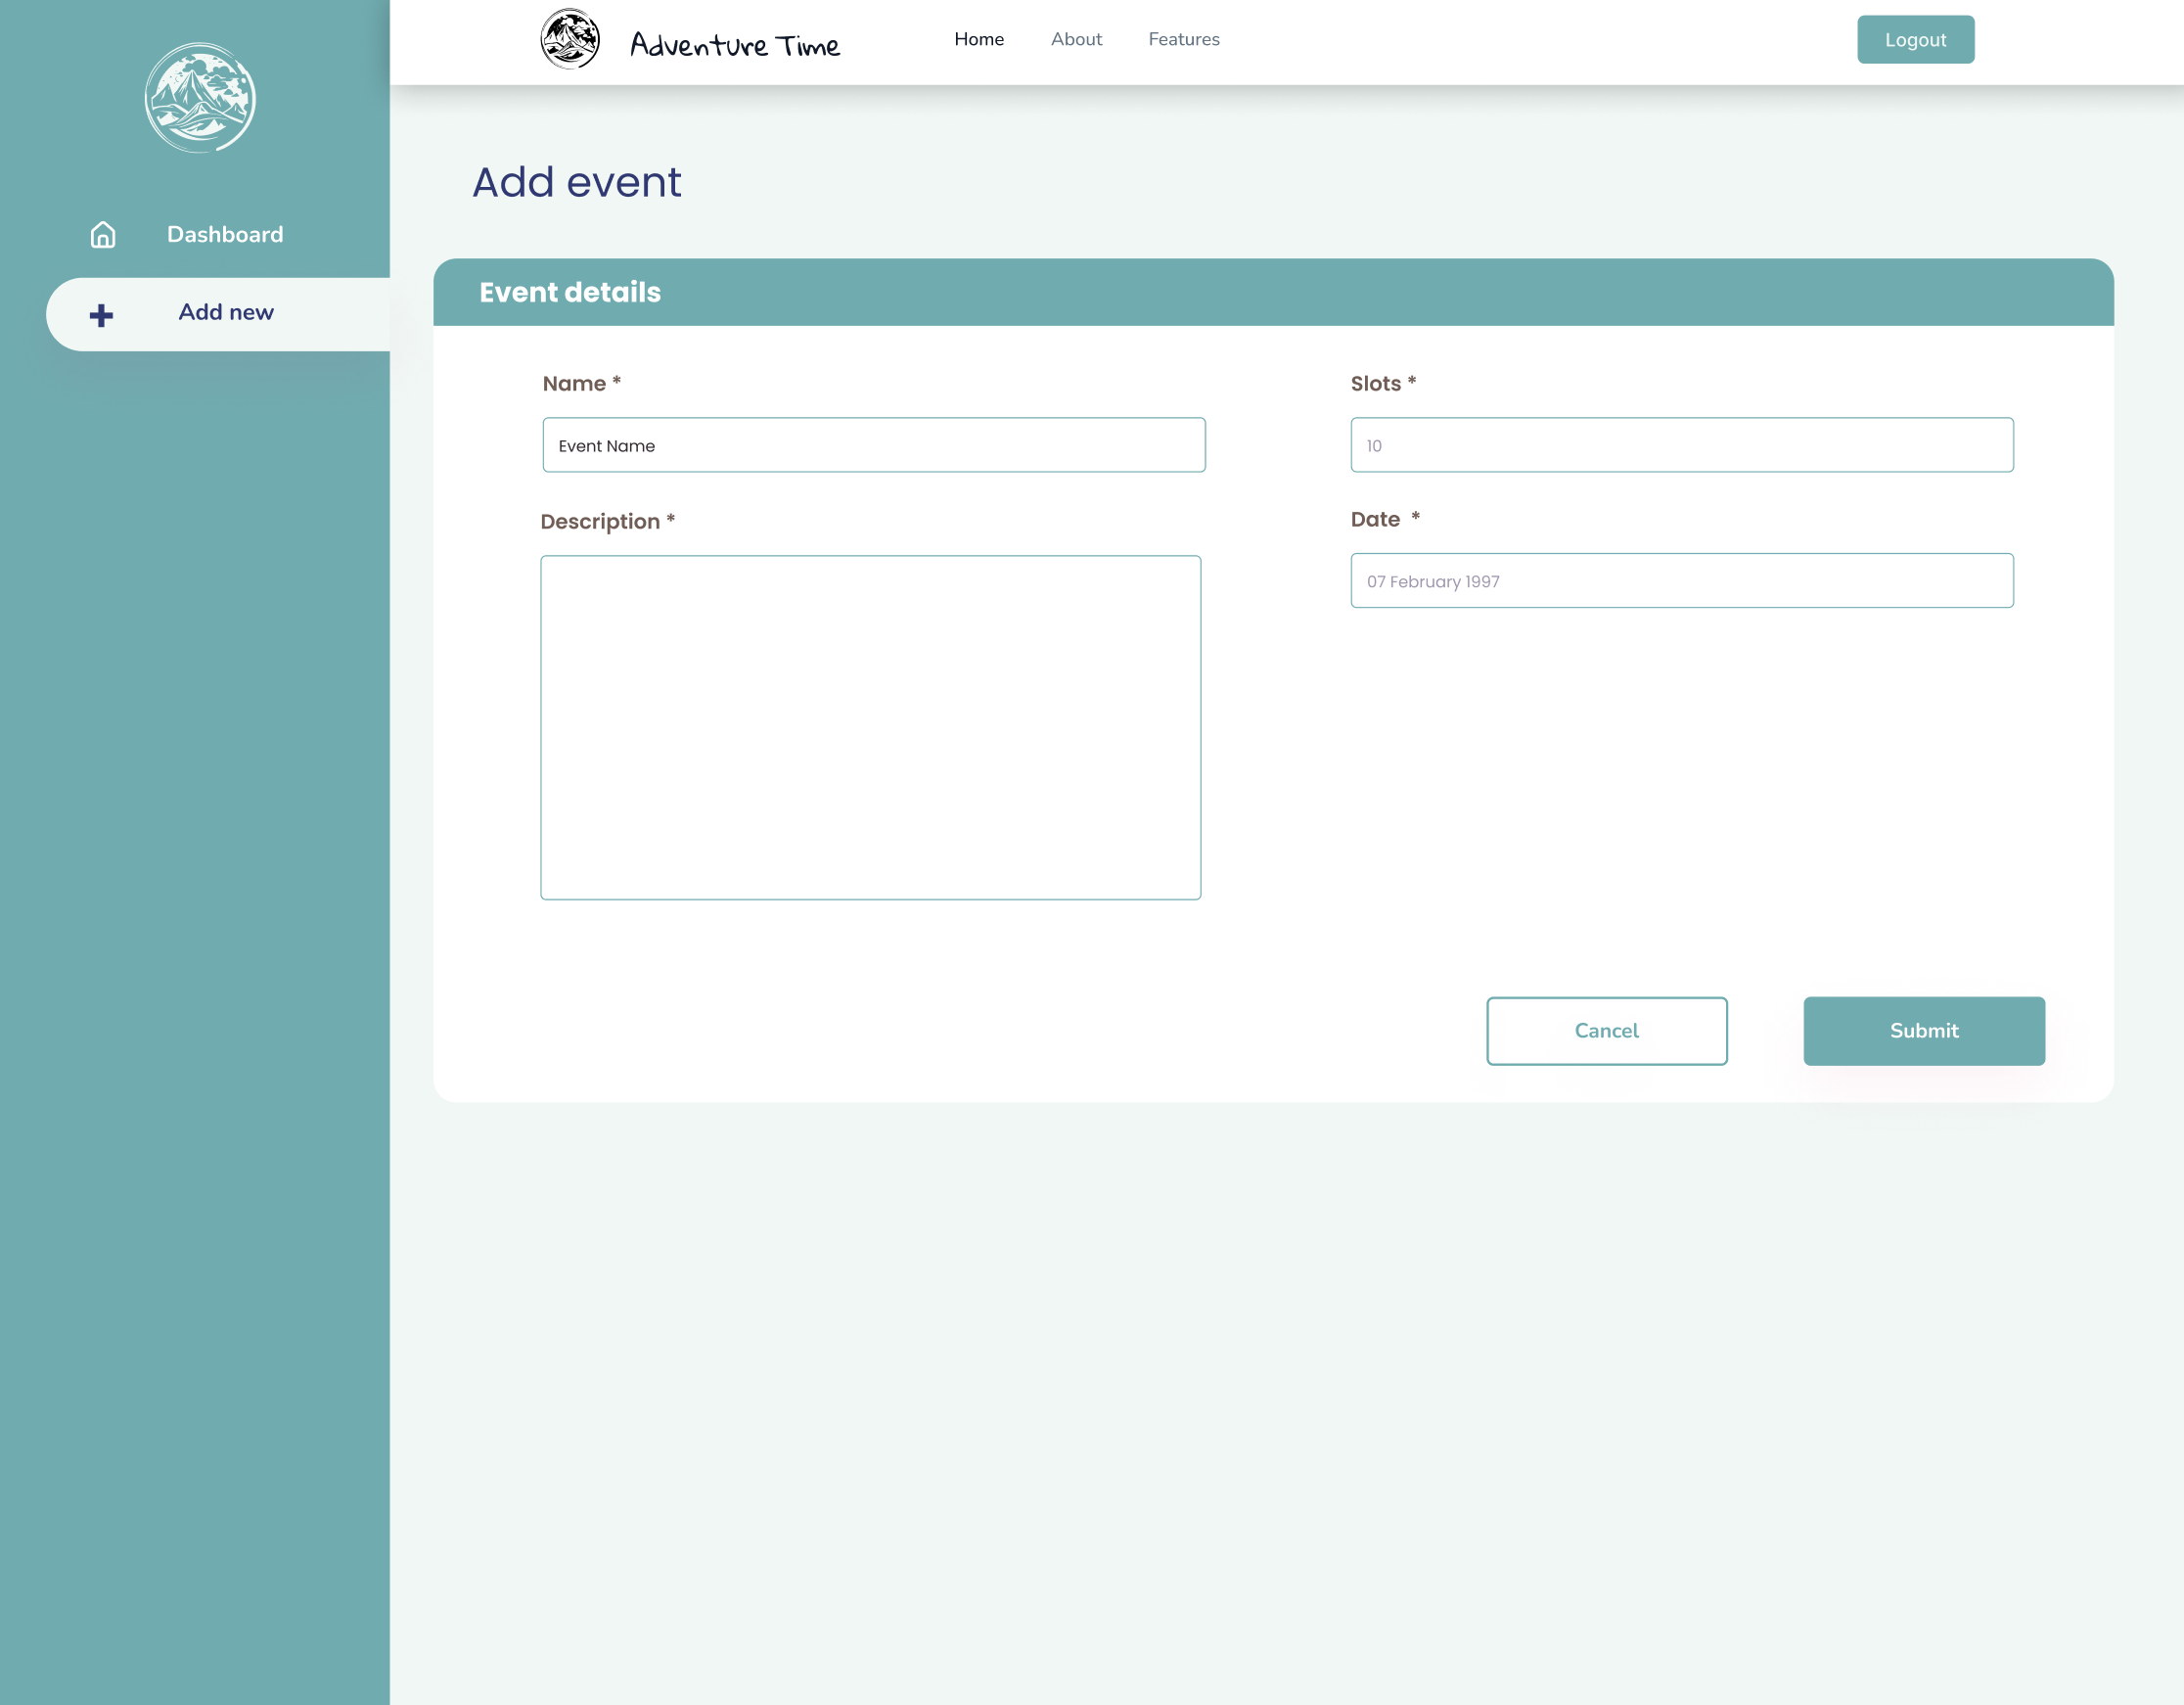 Adventure Time
Home
About
Features
Logout
Dashboard
Add new
Add event
Event details
Name *
Event Name
Slots *
10
Description *
Date *
07 February 1997
Cancel
Submit